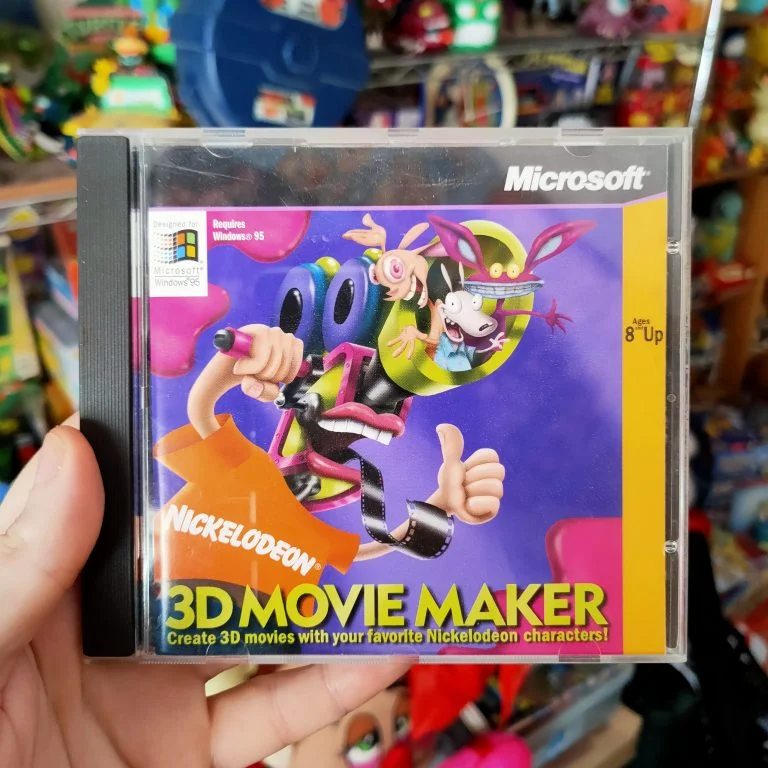 Microsoft®
Designed for
Microsoft®
Windows®95
Requires
Windows® 95
Ages
8 and Up
NICKELODEON®
3D MOVIE MAKER
Create 3D movies with your favorite Nickelodeon characters!